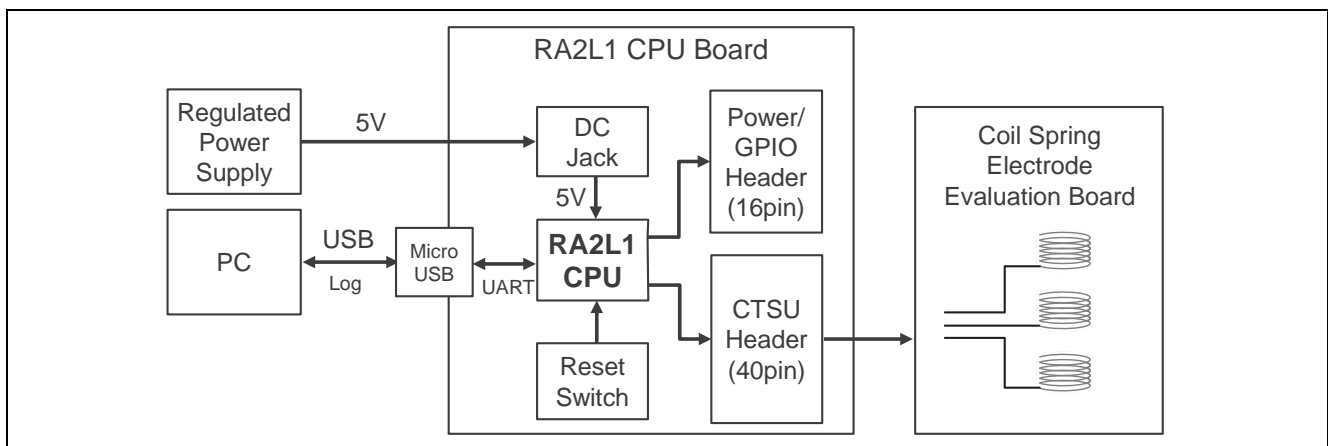 RA2L1 CPU Board
Regulated
Power
Supply
5V
DC
Jack
5V
Power/
GPIO
Header
(16pin)
Coil Spring
Electrode
Evaluation Board
PC
USB
Log
Micro
USB
UART
RA2L1
CPU
CTSU
Header
(40pin)
Reset
Switch